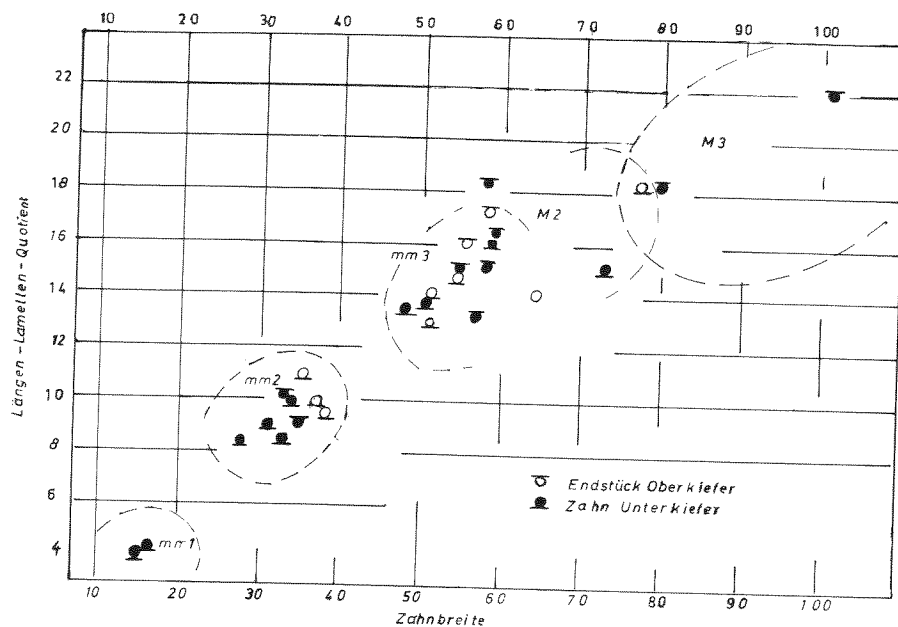 10 20 30 40 50 60 70 80 90 100
22
20
M3
18
M2
16
mm3
14
12
mm2
10
8
Endstück Oberkiefer
Zahn Unterkiefer
6
4
mm1
10 20 30 40 50 60 70 80 90 100
Zahnbreite
Längen-Lamellen-Quotient